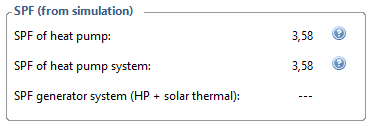 SPF (from simulation)
SPF of heat pump: 3,58
SPF of heat pump system: 3,58
SPF generator system (HP + solar thermal): ---